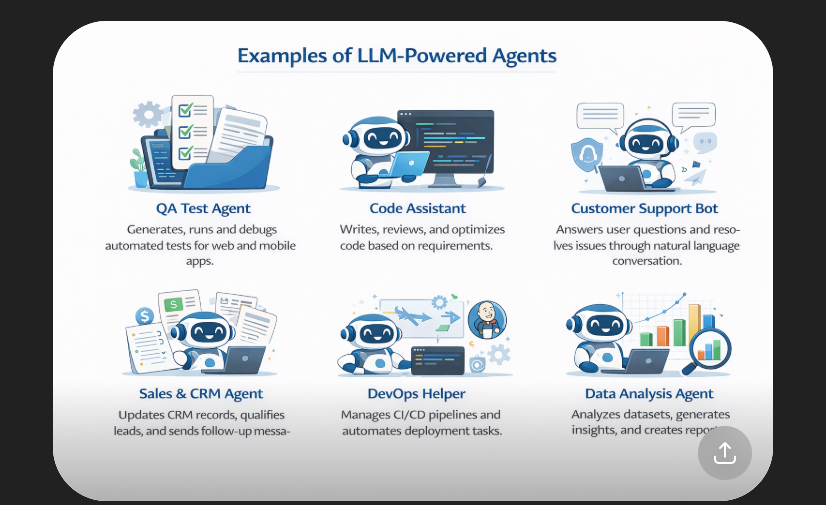 Examples of LLM-Powered Agents
QA Test Agent
Generates, runs and debugs
automated tests for web and mobile
apps.
Code Assistant
Writes, reviews, and optimizes
code based on requirements.
Customer Support Bot
Answers user questions and reso-
lves issues through natural language
conversation.
Sales & CRM Agent
Updates CRM records, qualifies
leads, and sends follow-up messa-
DevOps Helper
Manages CI/CD pipelines and
automates deployment tasks.
Data Analysis Agent
Analyzes datasets, generates
insights, and creates